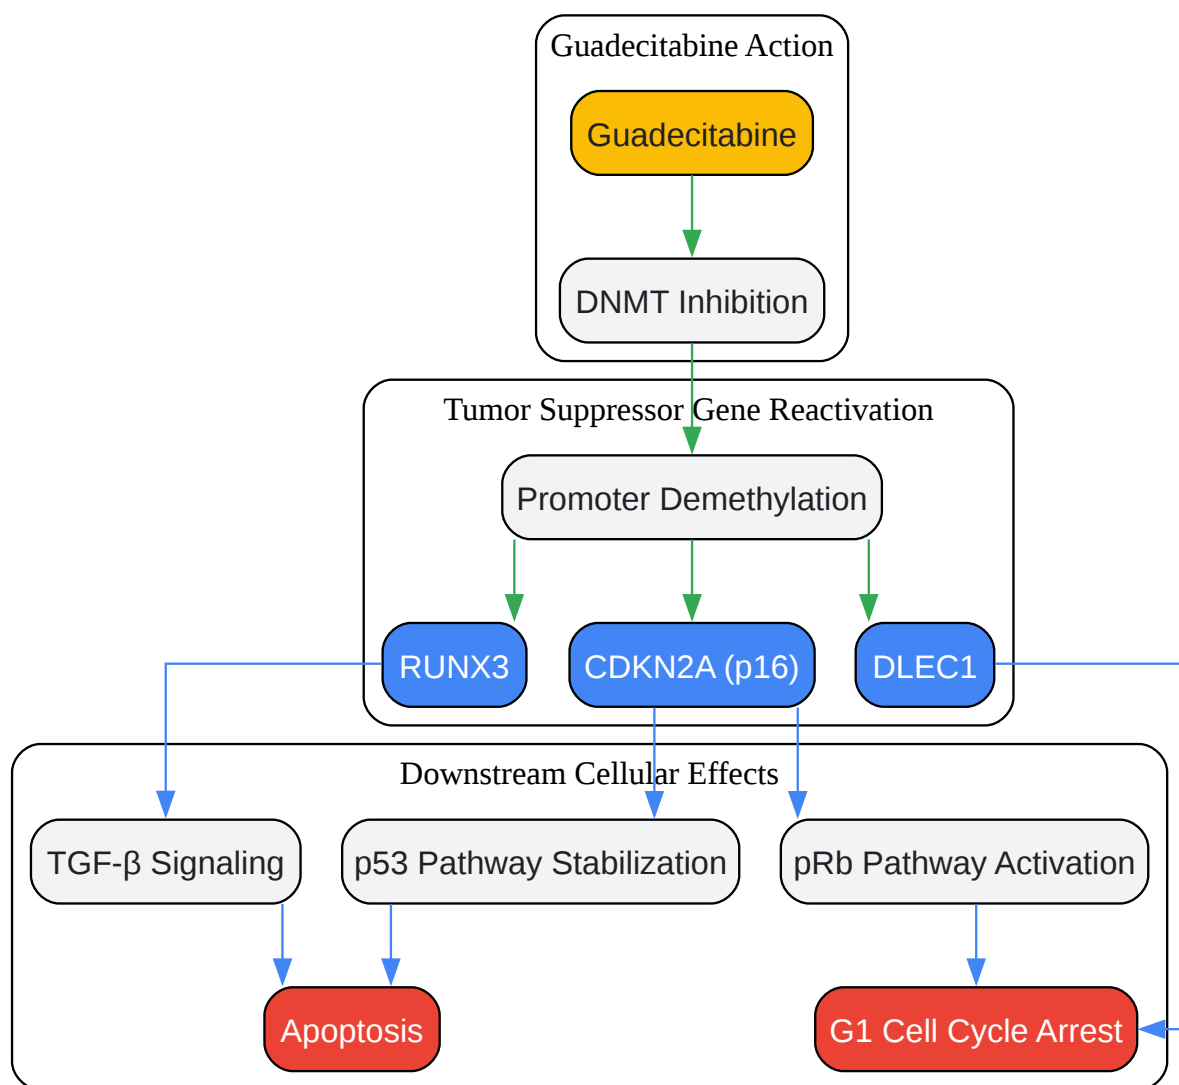 Guadecitabine Action
Guadecitabine
DNMT Inhibition
Tumor Suppressor Gene Reactivation
Promoter Demethylation
RUNX3
CDKN2A (p16)
DLEC1
Downstream Cellular Effects
TGF-β Signaling
p53 Pathway Stabilization
pRb Pathway Activation
Apoptosis
G1 Cell Cycle Arrest